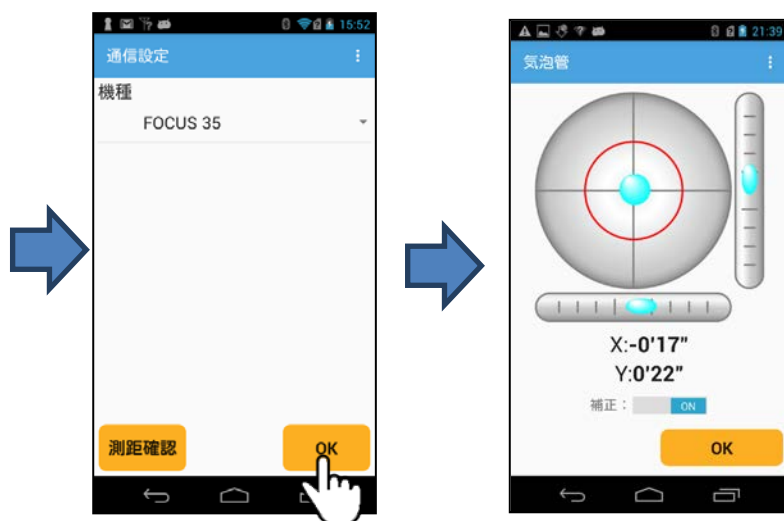 15:52
通信設定
機種
FOCUS 35
測距確認
OK
21:39
気泡管
X:-0'17"
Y:0'22"
補正：
ON
OK